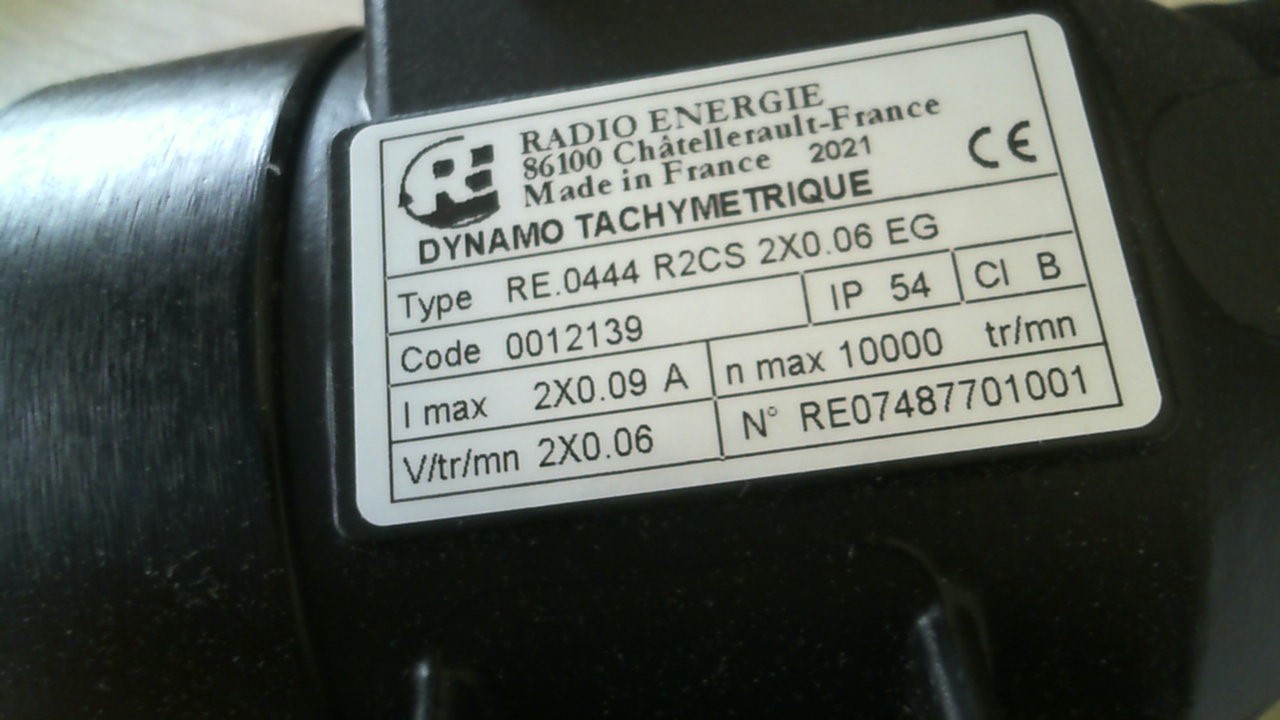 RE
RADIO ENERGIE
86100 Châtellerault-France
Made in France 2021
CE
DYNAMO TACHYMETRIQUE
Type RE.0444 R2CS 2X0.06 EG
Code 0012139 IP 54 Cl B
I max 2X0.09 A n max 10000 tr/mn
V/tr/mn 2X0.06 N° RE07487701001